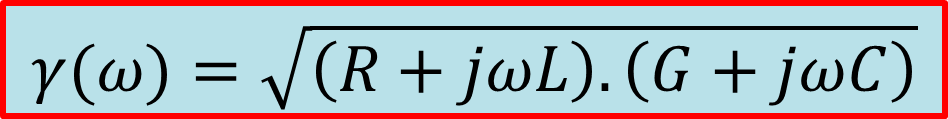 γ(ω) = √(R + jωL).(G + jωC)